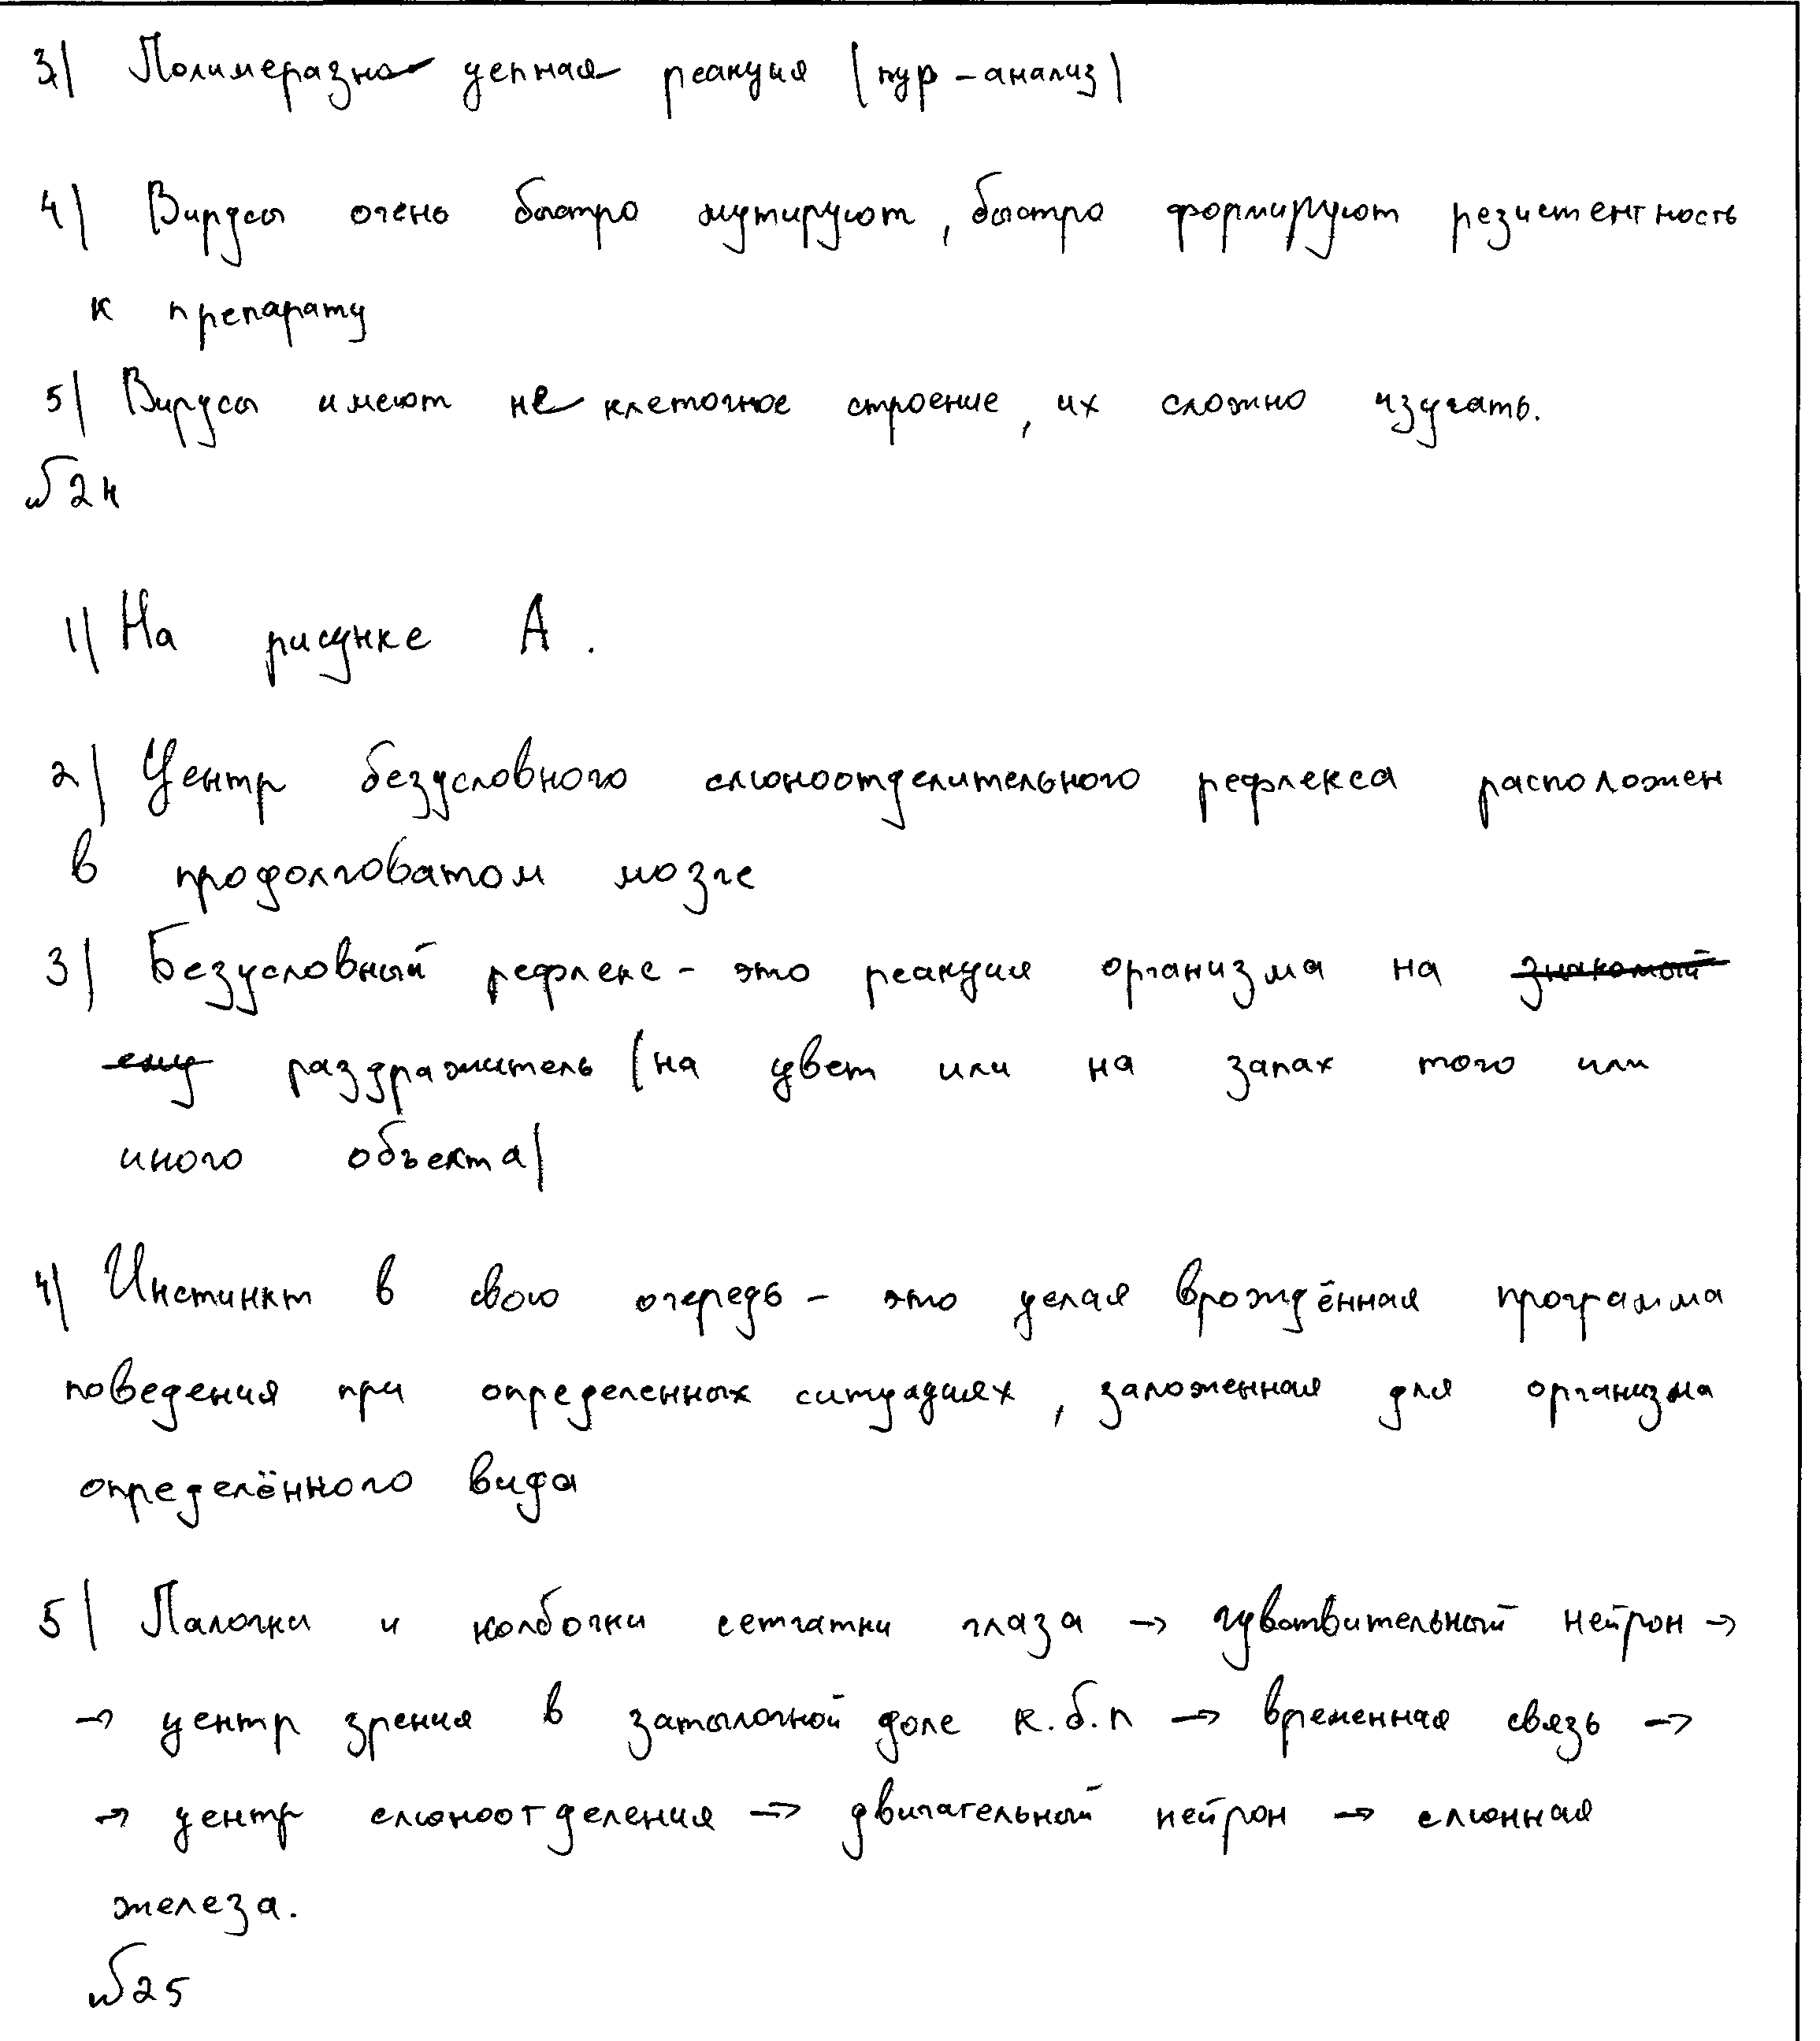 3) Полимеразно цепная реакция (пцр-анализ)
4) Вирусы очень быстро мутируют, быстро формируют резистентность
к препарату
5) Вирусы имеют не клеточное строение, их сложно изучать.
№24
1) На рисунке А.
2) Центр безусловного слюноотделительного рефлекса расположен
в продолговатом мозге
3) Безусловный рефлекс - это реакция организма на знакомый
ему раздражитель (на цвет или на запах того или
иного объекта)
4) Инстинкт в свою очередь - это целая врождённая программа
поведения при определенных ситуациях, заложенная для организма
определённого вида
5) Палочки и колбочки сетчатки глаза → чувствительный нейрон →
→ центр зрения в затылочной доле к.б.п → временная связь →
→ центр слюноотделения → двигательный нейрон → слюнная
железа.
№25